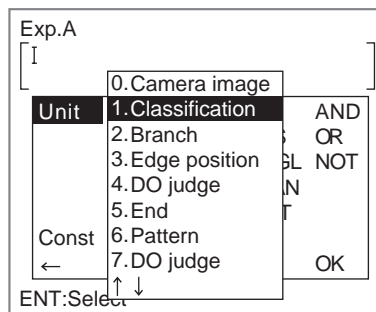 Exp.A
0.Camera image
Unit 1.Classification AND
2.Branch OR
3.Edge position GL NOT
4.DO judge
5.End
Const 6.Pattern
← 7.DO judge OK
↑ ↓
ENT:Select